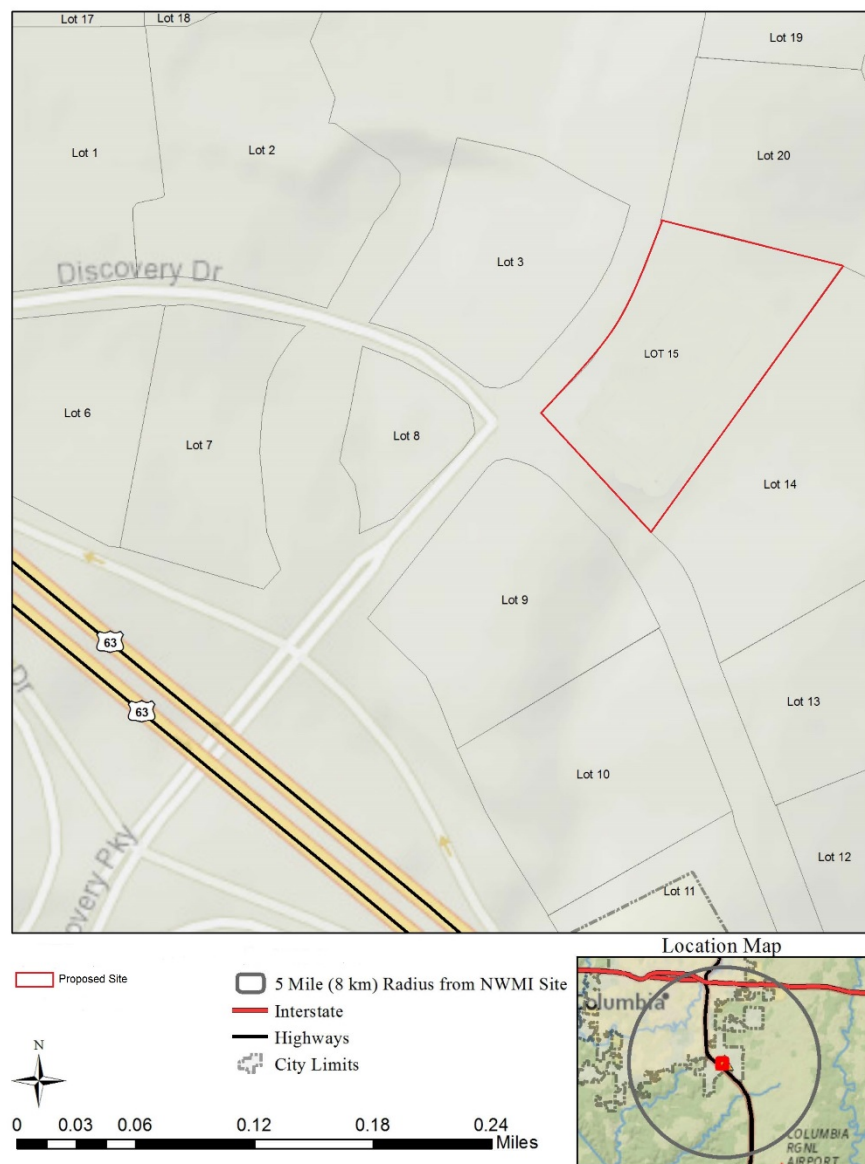 Lot 17
Lot 18
Lot 19
Lot 1
Lot 2
Lot 20
Discovery Dr
Lot 3
LOT 15
Lot 6
Lot 7
Lot 8
Lot 14
Lot 9
63
Dr
63
Lot 13
Lot 10
overy Pky
Lot 12
Lot 11
Location Map
Proposed Site
5 Mile (8 km) Radius from NWMI Site
Interstate
Highways
City Limits
N
0 0.03 0.06 0.12 0.18 0.24
Miles
olumbia
COLUMBIA
RGNL
AIRPORT